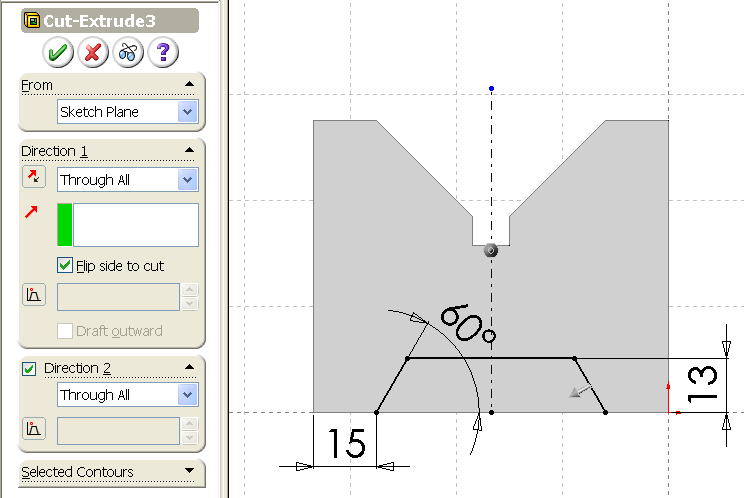 Cut-Extrude3
?
From
Sketch Plane
Direction 1
Through All
Flip side to cut
Draft outward
Direction 2
Through All
Selected Contours
60°
13
15